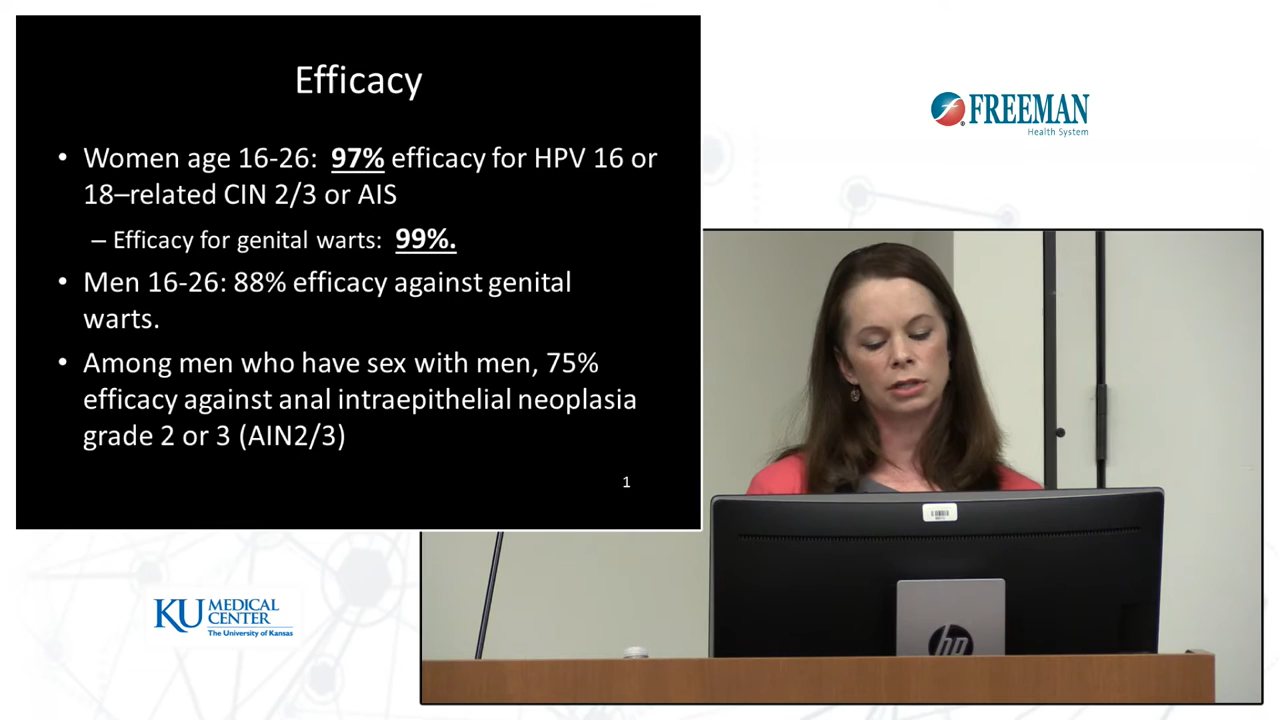 Efficacy
• Women age 16-26: 97% efficacy for HPV 16 or
18–related CIN 2/3 or AIS
– Efficacy for genital warts: 99%.
• Men 16-26: 88% efficacy against genital
warts.
• Among men who have sex with men, 75%
efficacy against anal intraepithelial neoplasia
grade 2 or 3 (AIN2/3)
1
FREEMAN
Health System
KU MEDICAL
CENTER
The University of Kansas
hp